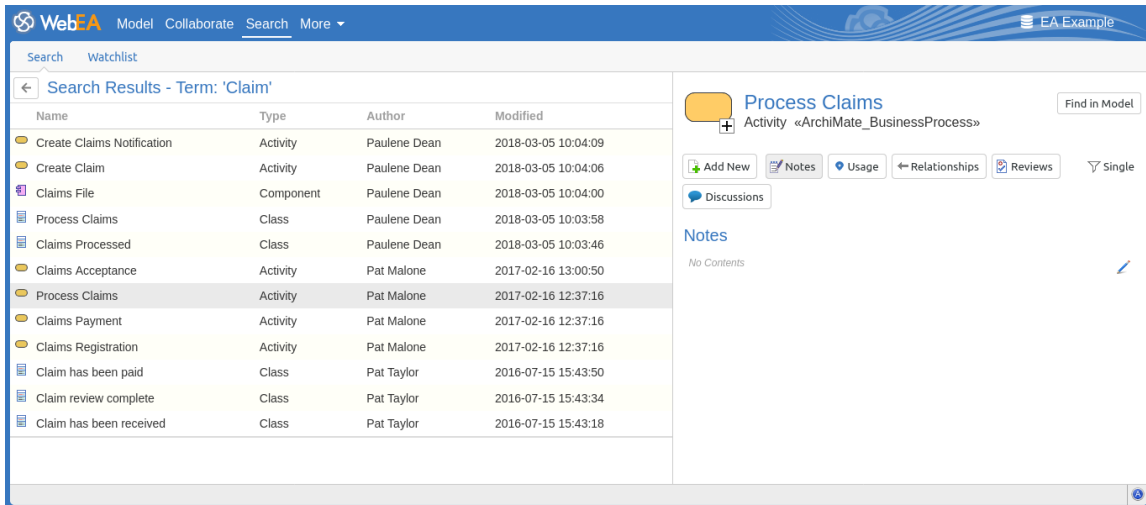 WebEA Model Collaborate Search More EA Example
Search Watchlist
Search Results - Term: 'Claim'
Name Type Author Modified
Create Claims Notification Activity Paulene Dean 2018-03-05 10:04:09
Create Claim Activity Paulene Dean 2018-03-05 10:04:06
Claims File Component Paulene Dean 2018-03-05 10:04:00
Process Claims Class Paulene Dean 2018-03-05 10:03:58
Claims Processed Class Paulene Dean 2018-03-05 10:03:46
Claims Acceptance Activity Pat Malone 2017-02-16 13:00:50
Process Claims Activity Pat Malone 2017-02-16 12:37:16
Claims Payment Activity Pat Malone 2017-02-16 12:37:16
Claims Registration Activity Pat Malone 2017-02-16 12:37:16
Claim has been paid Class Pat Taylor 2016-07-15 15:43:50
Claim review complete Class Pat Taylor 2016-07-15 15:43:34
Claim has been received Class Pat Taylor 2016-07-15 15:43:18
Process Claims Find in Model
Activity «ArchiMate_BusinessProcess»
Add New Notes Usage Relationships Reviews Single
Discussions
Notes
No Contents